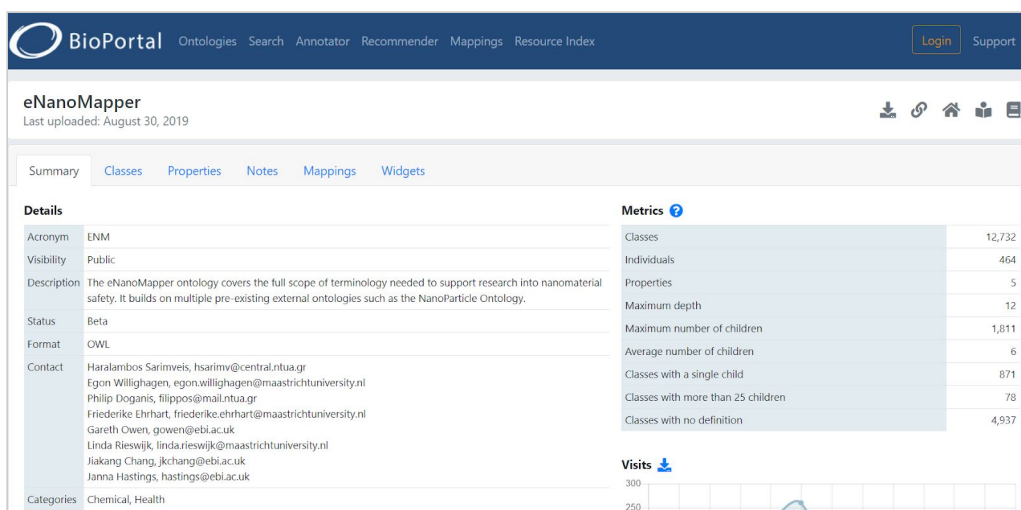 BioPortal Ontologies Search Annotator Recommender Mappings Resource Index Login Support
eNanoMapper
Last uploaded: August 30, 2019
Summary Classes Properties Notes Mappings Widgets
Details
Acronym ENM
Visibility Public
Description The eNanoMapper ontology covers the full scope of terminology needed to support research into nanomaterial
safety. It builds on multiple pre-existing external ontologies such as the NanoParticle Ontology.
Status Beta
Format OWL
Contact Haralambos Sarimveis, hsarimv@central.ntua.gr
Egon Willighagen, egon.willighagen@maastrichtuniversity.nl
Philip Doganis, filippos@mail.ntua.gr
Friederike Ehrhart, friederike.ehrhart@maastrichtuniversity.nl
Gareth Owen, gowen@ebi.ac.uk
Linda Rieswijk, linda.rieswijk@maastrichtuniversity.nl
Jiakang Chang, jkchang@ebi.ac.uk
Janna Hastings, hastings@ebi.ac.uk
Categories Chemical, Health
Metrics ?
Classes 12,732
Individuals 464
Properties 5
Maximum depth 12
Maximum number of children 1,811
Average number of children 6
Classes with a single child 871
Classes with more than 25 children 78
Classes with no definition 4,937
Visits
300
250